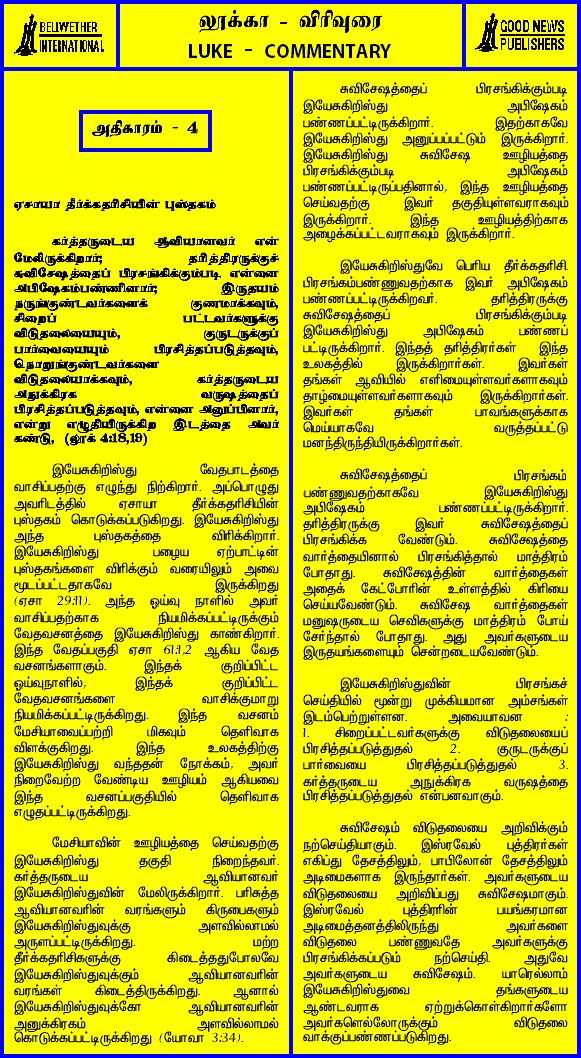 BELLWETHER
INTERNATIONAL
லூக்கா - விரிவுரை
LUKE - COMMENTARY
GOOD NEWS
PUBLISHERS
அதிகாரம் - 4
ஏசாயா தீர்க்கதரிசியின் புஸ்தகம்
கர்த்தருடைய ஆவியானவர் என்
மேலிருக்கிறார்; தரித்திரருக்குச்
சுவிசேஷத்தைப் பிரசங்கிக்கும்படி என்னை
அபிஷேகம்பண்ணினார்; இருதயம்
நருங்குண்டவர்களைக் குணமாக்கவும்,
சிறைப் பட்டவர்களுக்கு
விடுதலையையும், குருடருக்குப்
பார்வையையும் பிரசித்தப்படுத்தவும்,
நொறுங்குண்டவர்களை
விடுதலையாக்கவும், கர்த்தருடைய
அநுக்கிரக வருஷத்தைப்
பிரசித்தப்படுத்தவும், என்னை அனுப்பினார்,
என்று எழுதியிருக்கிற இடத்தை அவர்
கண்டு, (லூக் 4:18,19)
இயேசுகிறிஸ்து வேதபாடத்தை
வாசிப்பதற்கு எழுந்து நிற்கிறார். அப்பொழுது
அவரிடத்தில் ஏசாயா தீர்க்கதரிசியின்
புஸ்தகம் கொடுக்கப்படுகிறது. இயேசுகிறிஸ்து
அந்த புஸ்தகத்தை விரிக்கிறார்.
இயேசுகிறிஸ்து பழைய ஏற்பாட்டின்
புஸ்தகங்களை விரிக்கும் வரையிலும் அவை
மூடப்பட்டதாகவே இருக்கிறது
(ஏசா 29:11). அந்த ஓய்வு நாளில் அவர்
வாசிப்பதற்காக நியமிக்கப்பட்டிருக்கும்
வேதவசனத்தை இயேசுகிறிஸ்து காண்கிறார்.
இந்த வேதப்பகுதி ஏசா 61:1,2 ஆகிய வேத
வசனங்களாகும். இந்தக் குறிப்பிட்ட
ஓய்வுநாளில், இந்தக் குறிப்பிட்ட
வேதவசனங்களை வாசிக்குமாறு
நியமிக்கப்பட்டிருக்கிறது. இந்த வசனம்
மேசியாவைப்பற்றி மிகவும் தெளிவாக
விளக்குகிறது. இந்த உலகத்திற்கு
இயேசுகிறிஸ்து வந்ததன் நோக்கம், அவர்
நிறைவேற்ற வேண்டிய ஊழியம் ஆகியவை
இந்த வசனப்பகுதியில் தெளிவாக
எழுதப்பட்டிருக்கிறது.
மேசியாவின் ஊழியத்தை செய்வதற்கு
இயேசுகிறிஸ்து தகுதி நிறைந்தவர்.
கர்த்தருடைய ஆவியானவர்
இயேசுகிறிஸ்துவின் மேலிருக்கிறார். பரிசுத்த
ஆவியானவரின் வரங்களும் கிருபைகளும்
இயேசுகிறிஸ்துவுக்கு அளவில்லாமல்
அருளப்பட்டிருக்கிறது. மற்ற
தீர்க்கதரிசிகளுக்கு கிடைத்ததுபோலவே
இயேசுகிறிஸ்துவுக்கும் ஆவியானவரின்
வரங்கள் கிடைத்திருக்கிறது. ஆனால்
இயேசுகிறிஸ்துவுக்கோ ஆவியானவரின்
அனுக்கிரகம் அளவில்லாமல்
கொடுக்கப்பட்டிருக்கிறது (யோவா 3:34).
சுவிசேஷத்தைப் பிரசங்கிக்கும்படி
இயேசுகிறிஸ்து அபிஷேகம்
பண்ணப்பட்டிருக்கிறார். இதற்காகவே
இயேசுகிறிஸ்து அனுப்பப்பட்டும் இருக்கிறார்.
இயேசுகிறிஸ்து சுவிசேஷ ஊழியத்தை
பிரசங்கிக்கும்படி அபிஷேகம்
பண்ணப்பட்டிருப்பதினால், இந்த ஊழியத்தை
செய்வதற்கு இவர் தகுதியுள்ளவராகவும்
இருக்கிறார். இந்த ஊழியத்திற்காக
அழைக்கப்பட்டவராகவும் இருக்கிறார்.
இயேசுகிறிஸ்துவே பெரிய தீர்க்கதரிசி.
பிரசங்கம்பண்ணுவதற்காக இவர் அபிஷேகம்
பண்ணப்பட்டிருக்கிறவர். தரித்திரருக்கு
சுவிசேஷத்தைப் பிரசங்கிக்கும்படி
இயேசுகிறிஸ்து அபிஷேகம் பண்ணப்
பட்டிருக்கிறார். இந்தத் தரித்திரர்கள் இந்த
உலகத்தில் இருக்கிறார்கள். இவர்கள்
தங்கள் ஆவியில் எளிமையுள்ளவர்களாகவும்
தாழ்மையுள்ளவர்களாகவும் இருக்கிறார்கள்.
இவர்கள் தங்கள் பாவங்களுக்காக
மெய்யாகவே வருத்தப்பட்டு
மனந்திருந்தியிருக்கிறார்கள்.
சுவிசேஷத்தைப் பிரசங்கம்
பண்ணுவதற்காகவே இயேசுகிறிஸ்து
அபிஷேகம் பண்ணப்பட்டிருக்கிறார்.
தரித்திரருக்கு இவர் சுவிசேஷத்தைப்
பிரசங்கிக்க வேண்டும். சுவிசேஷத்தை
வார்த்தையினால் பிரசங்கித்தால் மாத்திரம்
போதாது. சுவிசேஷத்தின் வார்த்தைகள்
அதைக் கேட்போரின் உள்ளத்தில் கிரியை
செய்யவேண்டும். சுவிசேஷ வார்த்தைகள்
மனுஷருடைய செவிகளுக்கு மாத்திரம் போய்
சேர்ந்தால் போதாது. அது அவர்களுடைய
இருதயங்களையும் சென்றடையவேண்டும்.
இயேசுகிறிஸ்துவின் பிரசங்கச்
செய்தியில் மூன்று முக்கியமான அம்சங்கள்
இடம்பெற்றுள்ளன. அவையாவன :
1. சிறைப்பட்டவர்களுக்கு விடுதலையைப்
பிரசித்தப்படுத்துதல் 2. குருடருக்குப்
பார்வையை பிரசித்தப்படுத்துதல் 3.
கர்த்தருடைய அநுக்கிரக வருஷத்தை
பிரசித்தப்படுத்துதல் என்பனவாகும்.
சுவிசேஷம் விடுதலையை அறிவிக்கும்
நற்செய்தியாகும். இஸ்ரவேல் புத்திரர்கள்
எகிப்து தேசத்திலும், பாபிலோன் தேசத்திலும்
அடிமைகளாக இருந்தார்கள். அவர்களுடைய
விடுதலையை அறிவிப்பது சுவிசேஷமாகும்.
இஸ்ரவேல் புத்திரரின் பயங்கரமான
அடிமைத்தனத்திலிருந்து அவர்களை
விடுதலை பண்ணுவதே அவர்களுக்கு
பிரசங்கிக்கப்படும் நற்செய்தி. அதுவே
அவர்களுடைய சுவிசேஷம். யாரெல்லாம்
இயேசுகிறிஸ்துவை தங்களுடைய
ஆண்டவராக ஏற்றுக்கொள்கிறார்களோ
அவர்களெல்லோருக்கும் விடுதலை
வாக்குப்பண்ணப்படுகிறது.